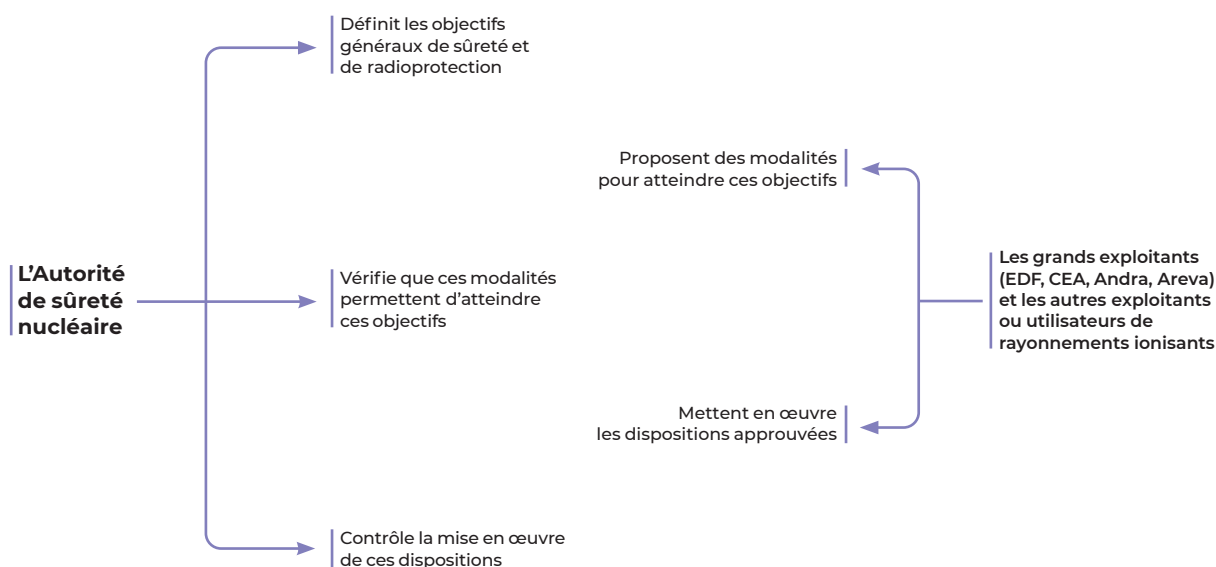 Définit les objectifs
généraux de sûreté et
de radioprotection
Proposent des modalités
pour atteindre ces objectifs
L’Autorité
de sûreté
nucléaire
Vérifie que ces modalités
permettent d’atteindre
ces objectifs
Les grands exploitants
(EDF, CEA, Andra, Areva)
et les autres exploitants
ou utilisateurs de
rayonnements ionisants
Mettent en œuvre
les dispositions approuvées
Contrôle la mise en œuvre
de ces dispositions